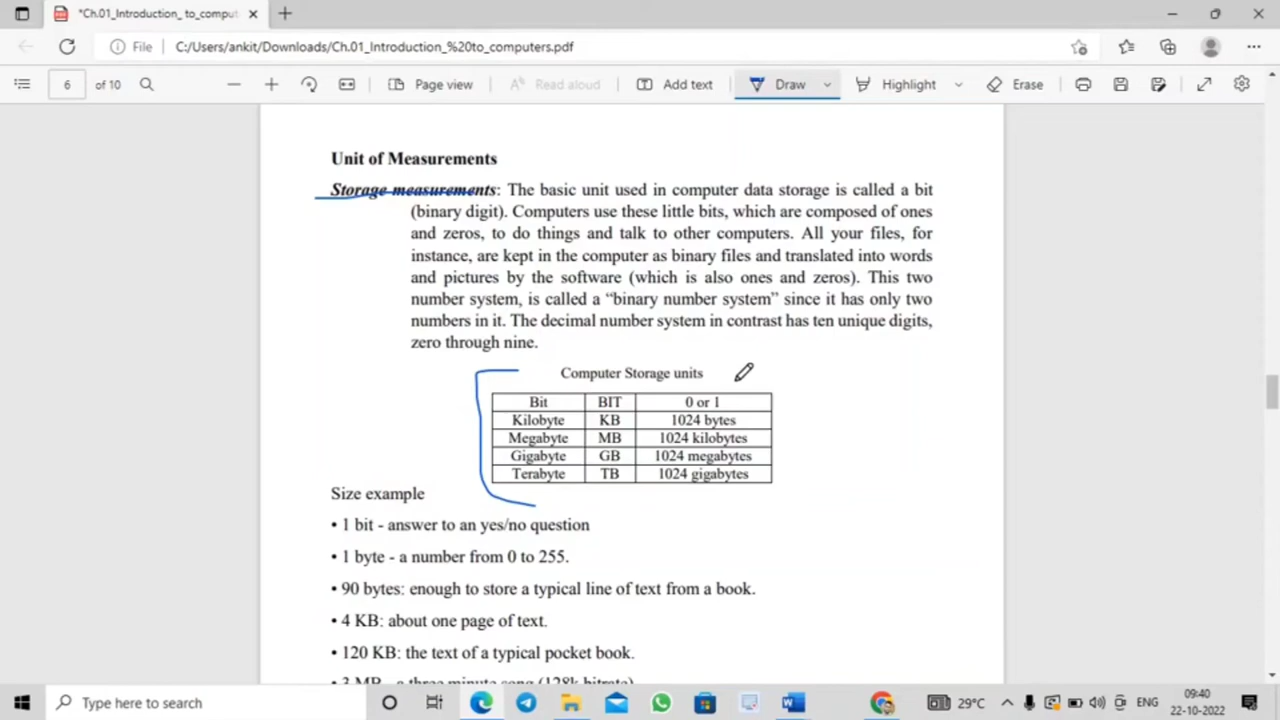 *Ch.01_Introduction_ to_comput
File
C:/Users/ankit/Downloads/Ch.01_Introduction_%20to_computers.pdf
6 of 10
Page view
Read aloud
Add text
Draw
Highlight
Erase
Unit of Measurements
Storage measurements: The basic unit used in computer data storage is called a bit
(binary digit). Computers use these little bits, which are composed of ones
and zeros, to do things and talk to other computers. All your files, for
instance, are kept in the computer as binary files and translated into words
and pictures by the software (which is also ones and zeros). This two
number system, is called a “binary number system” since it has only two
numbers in it. The decimal number system in contrast has ten unique digits,
zero through nine.
Computer Storage units
Bit BIT 0 or 1
Kilobyte KB 1024 bytes
Megabyte MB 1024 kilobytes
Gigabyte GB 1024 megabytes
Terabyte TB 1024 gigabytes
Size example
• 1 bit - answer to an yes/no question
• 1 byte - a number from 0 to 255.
• 90 bytes: enough to store a typical line of text from a book.
• 4 KB: about one page of text.
• 120 KB: the text of a typical pocket book.
• 3 MB - a three minute song (128k bitrate)
Type here to search
29°C
ENG
09:40
22-10-2022